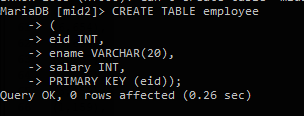 MariaDB [mid2]> CREATE TABLE employee
-> (
-> eid INT,
-> ename VARCHAR(20),
-> salary INT,
-> PRIMARY KEY (eid));
Query OK, 0 rows affected (0.26 sec)